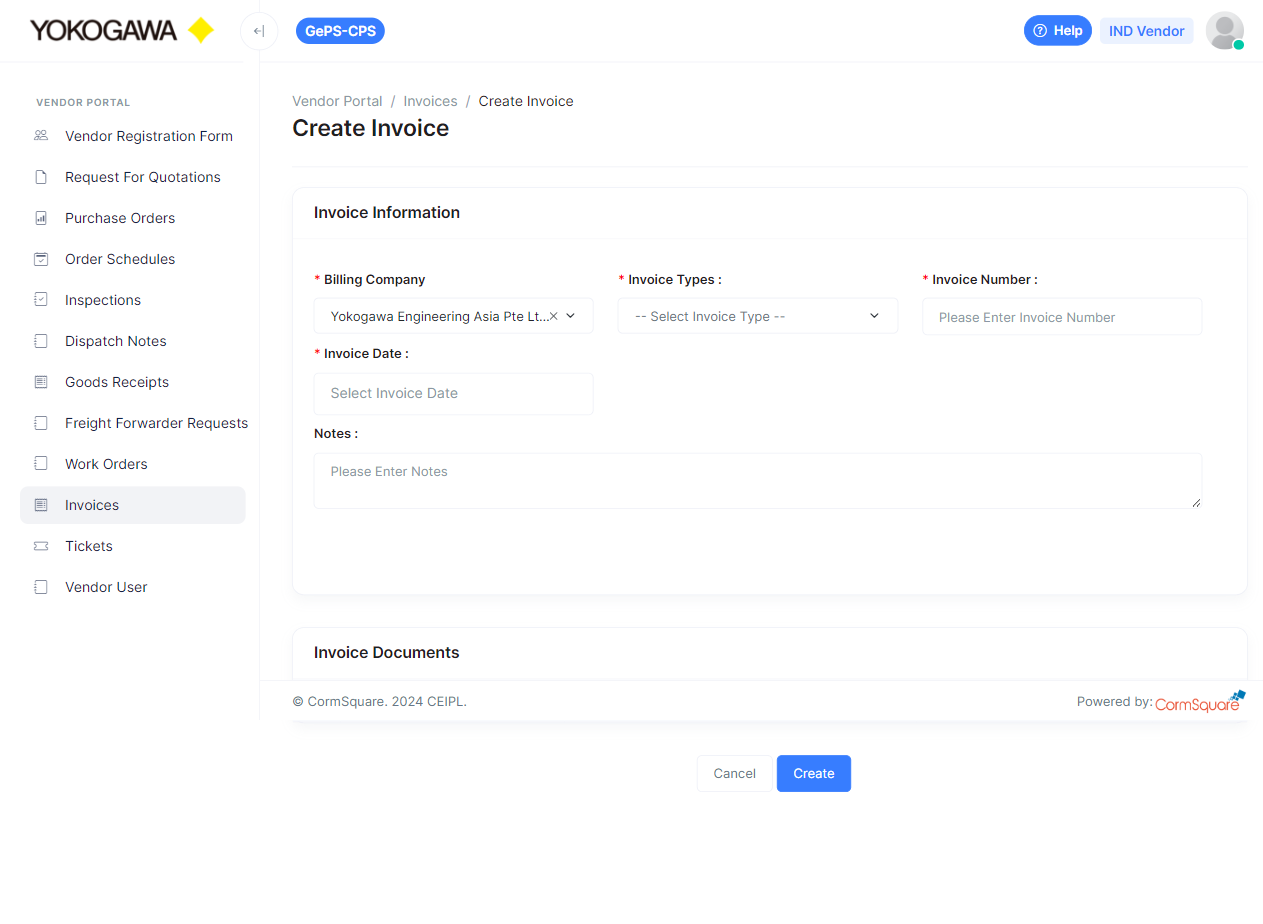 YOKOGAWA
GePS-CPS
Help
IND Vendor
VENDOR PORTAL
Vendor Registration Form
Request For Quotations
Purchase Orders
Order Schedules
Inspections
Dispatch Notes
Goods Receipts
Freight Forwarder Requests
Work Orders
Invoices
Tickets
Vendor User
Vendor Portal / Invoices / Create Invoice
Create Invoice
Invoice Information
* Billing Company
Yokogawa Engineering Asia Pte Lt...
* Invoice Types :
-- Select Invoice Type --
* Invoice Number :
Please Enter Invoice Number
* Invoice Date :
Select Invoice Date
Notes :
Please Enter Notes
Invoice Documents
© CormSquare. 2024 CEIPL.
Powered by: CormSquare
Cancel
Create